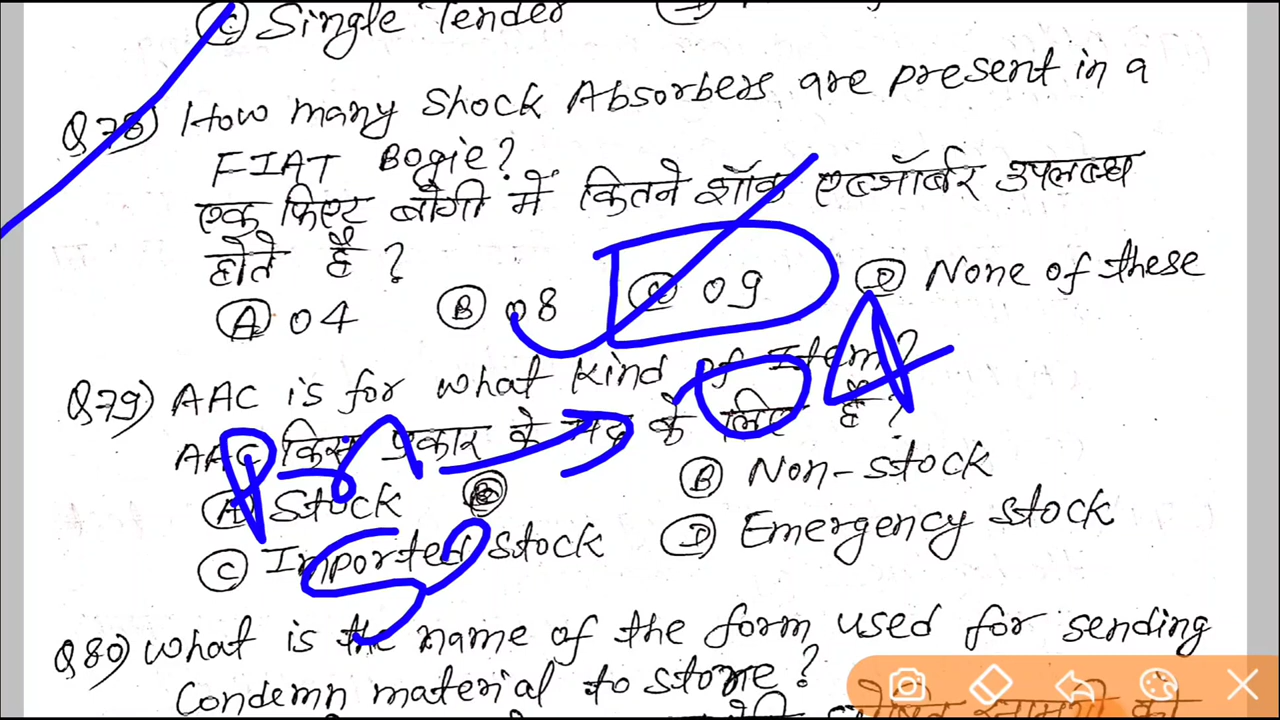 (C) Single Tender
Q78) How many Shock Absorbers are present in a
FIAT Bogie?
एक फिएट बोगी में कितने शॉक एब्जॉर्बर उपलब्ध
होते हैं ?
(A) 04 (B) 08 (C) 09 (D) None of these
Q79) AAC is for what kind of Item?
AAC किस प्रकार के मद के लिए है ?
(A) Stock (B) Non-stock
(C) Imported stock (D) Emergency stock
Q80) What is the name of the form used for sending
condemn material to store?